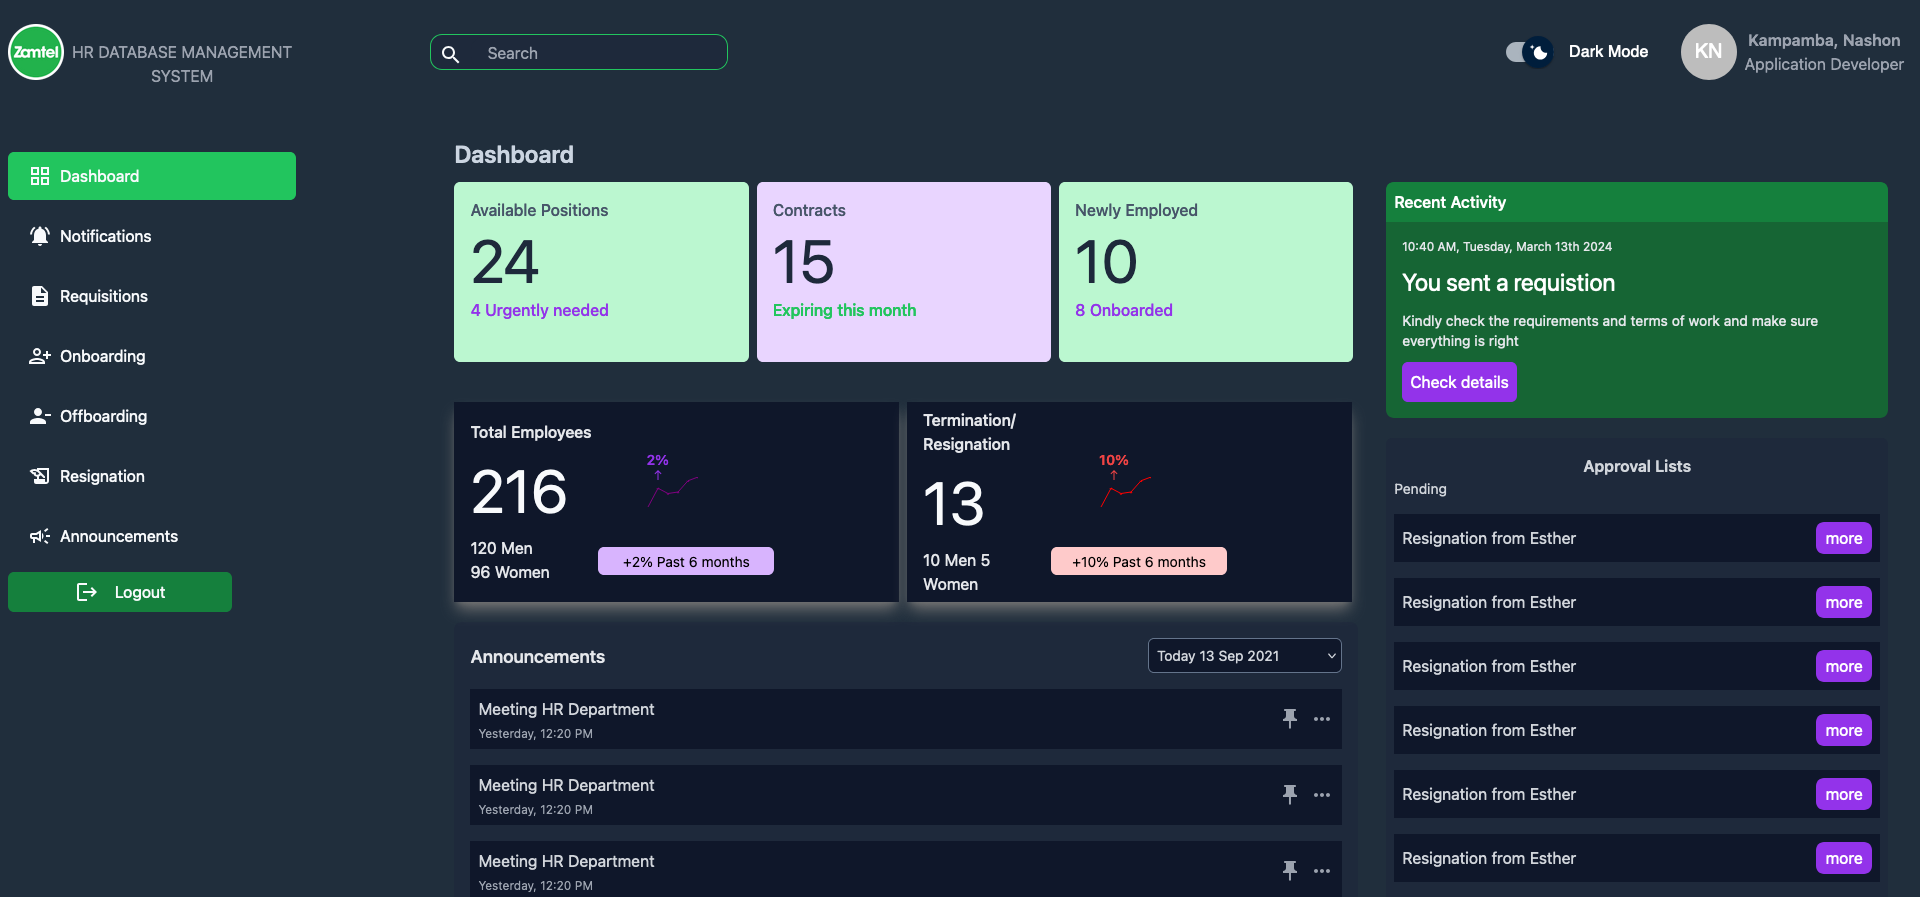 Zamtel
HR DATABASE MANAGEMENT
SYSTEM
Search
Dark Mode
KN
Kampamba, Nashon
Application Developer
Dashboard
Notifications
Requisitions
Onboarding
Offboarding
Resignation
Announcements
Logout
Dashboard
Available Positions
24
4 Urgently needed
Contracts
15
Expiring this month
Newly Employed
10
8 Onboarded
Total Employees
216
120 Men
96 Women
2%
+2% Past 6 months
Termination/
Resignation
13
10 Men 5
Women
10%
+10% Past 6 months
Announcements
Today 13 Sep 2021
Meeting HR Department
Yesterday, 12:20 PM
Meeting HR Department
Yesterday, 12:20 PM
Meeting HR Department
Yesterday, 12:20 PM
Recent Activity
10:40 AM, Tuesday, March 13th 2024
You sent a requistion
Kindly check the requirements and terms of work and make sure
everything is right
Check details
Approval Lists
Pending
Resignation from Esther
more
Resignation from Esther
more
Resignation from Esther
more
Resignation from Esther
more
Resignation from Esther
more
Resignation from Esther
more